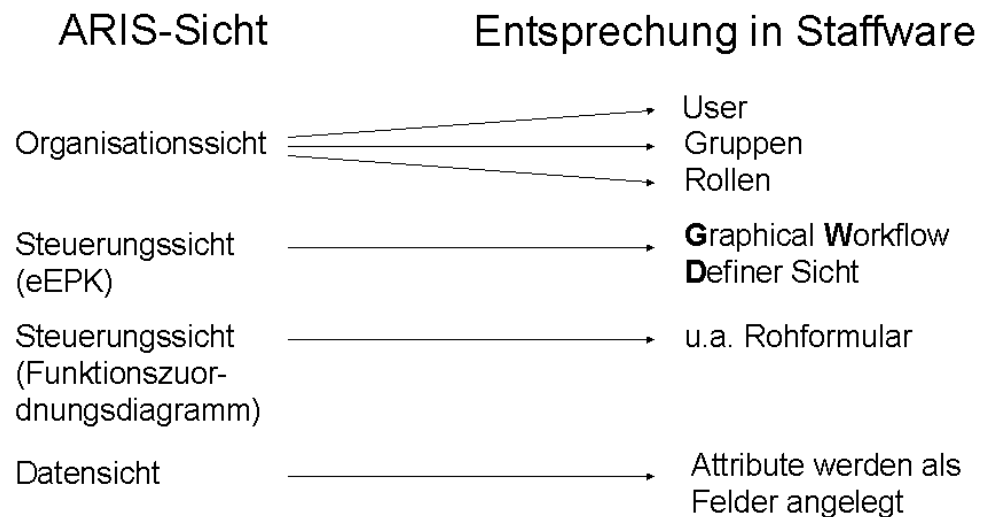 ARIS-Sicht
Entsprechung in Staffware
Organisationssicht
User
Gruppen
Rollen
Steuerungssicht
(eEPK)
Graphical Workflow
Definer Sicht
Steuerungssicht
(Funktionszuor-
dnungsdiagramm)
u.a. Rohformular
Datensicht
Attribute werden als
Felder angelegt